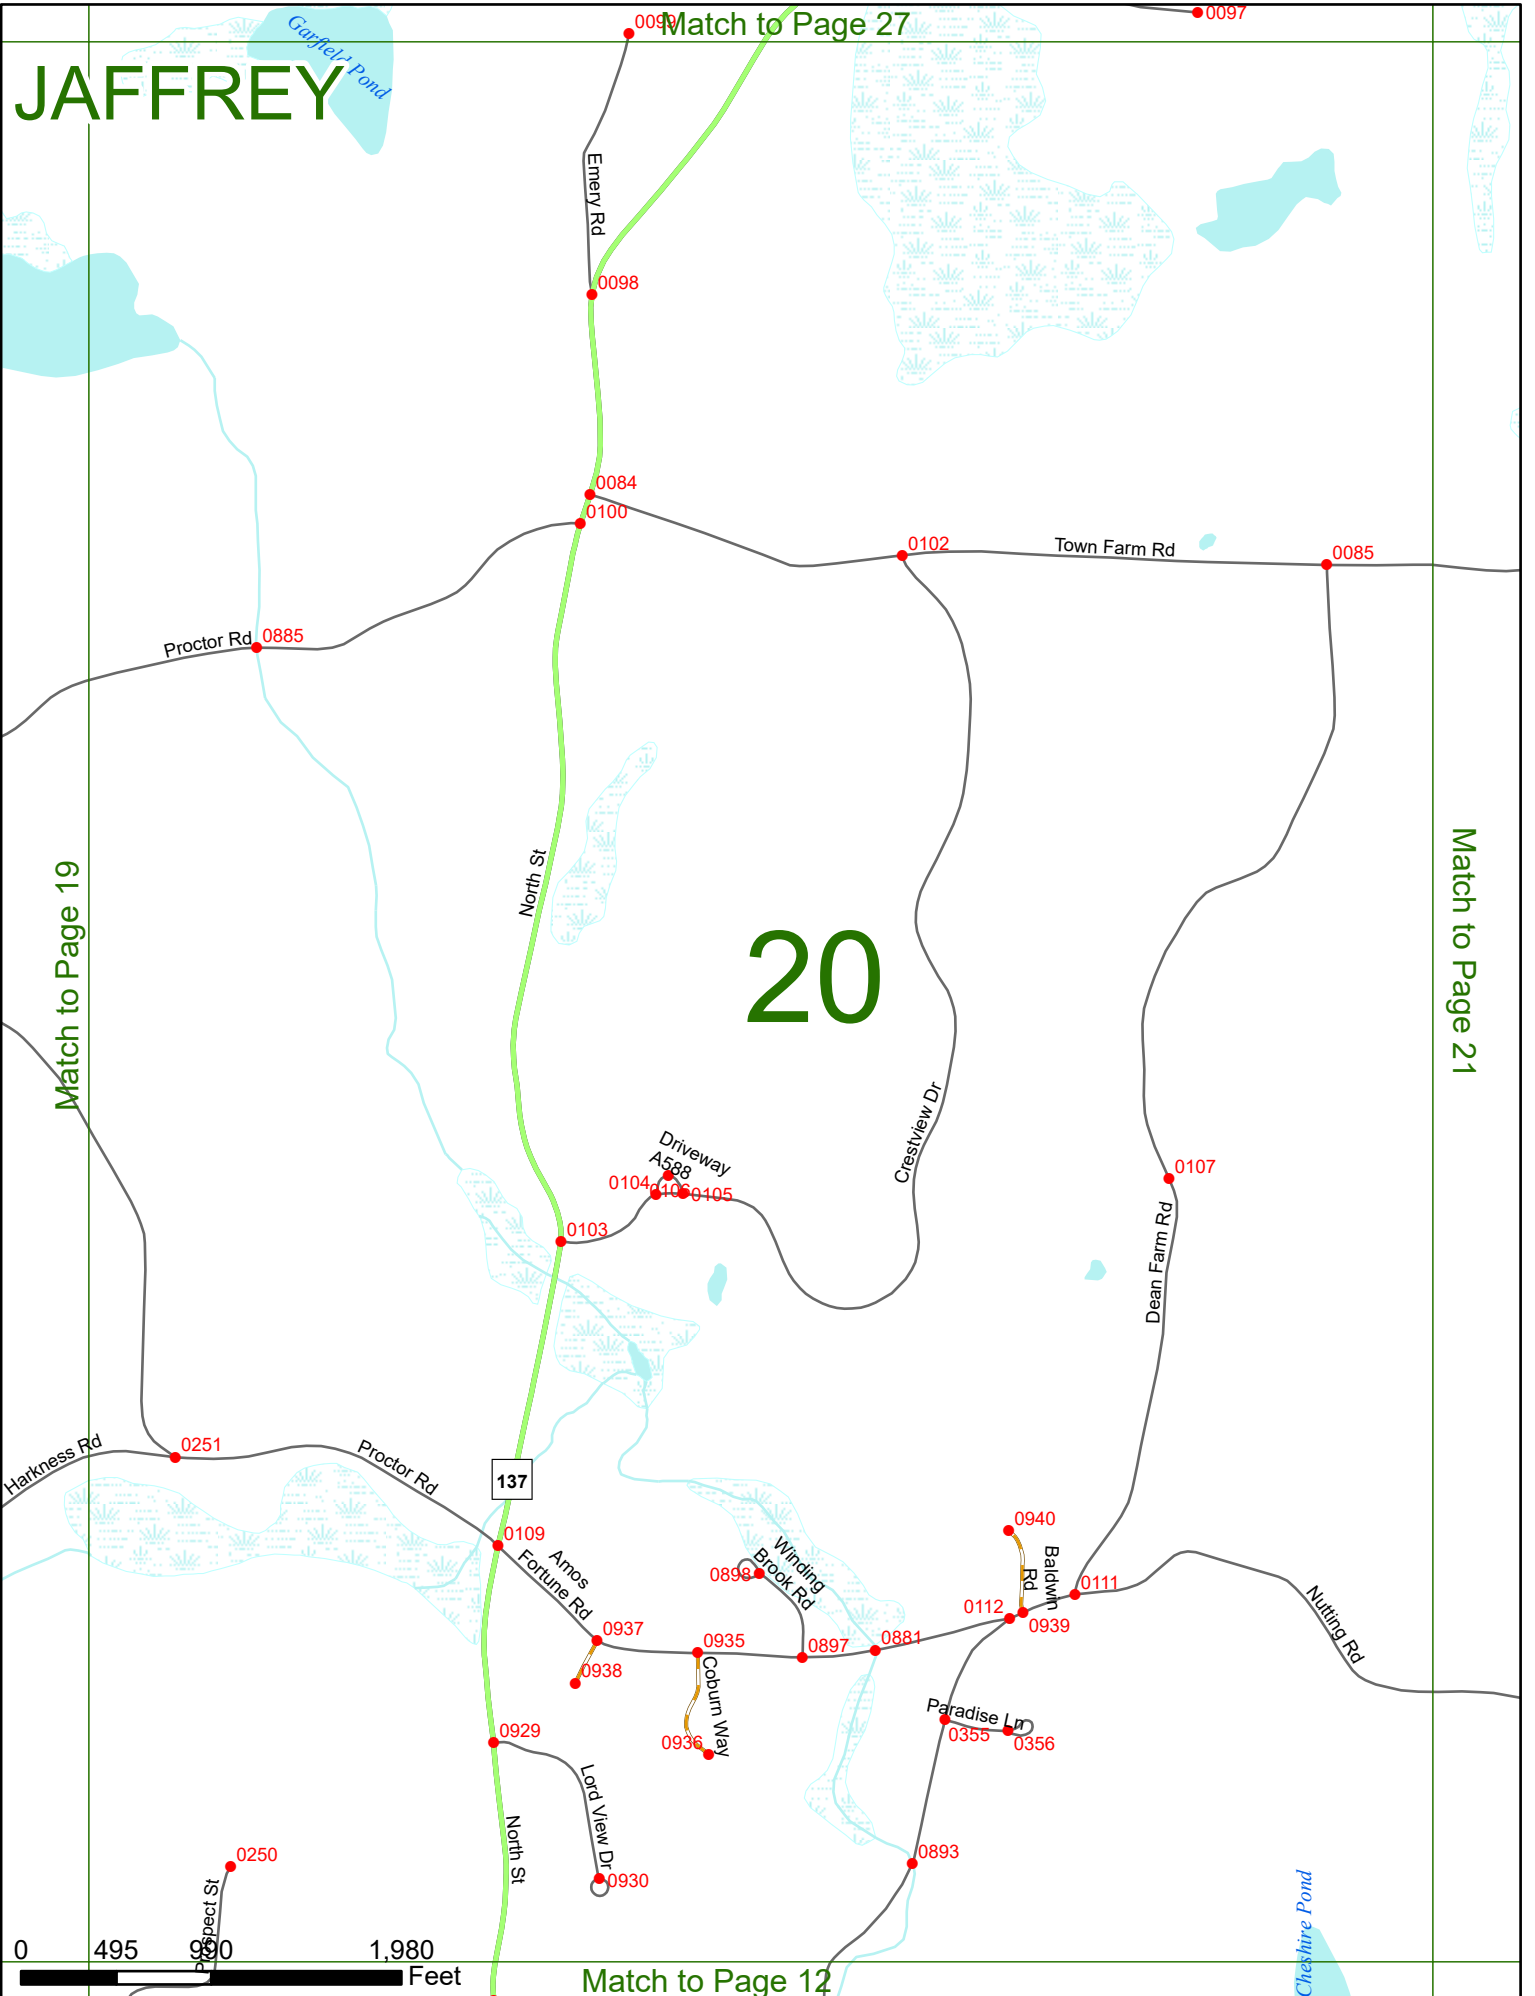 0099
Match to Page 27
0097
Garfield Pond
JAFFREY
Emery Rd
0098
0084
0100
0102
Town Farm Rd
0085
Proctor Rd
0885
North St
Match to Page 19
20
Match to Page 21
Crestview Dr
Driveway
A588
0104
0106
0105
0107
0103
Dean Farm Rd
Harkness Rd
0251
Proctor Rd
137
0109
Amos
Fortune Rd
0940
Baldwin
Rd
Winding
Brook Rd
0898
0111
0112
0939
0937
0935
0897
0881
Nutting Rd
0938
Coburn Way
0936
Paradise Ln
0355
0356
0929
Lord View Dr
North St
0250
0930
0893
Prospect St
Cheshire Pond
0 495 990 1,980
Feet
Match to Page 12